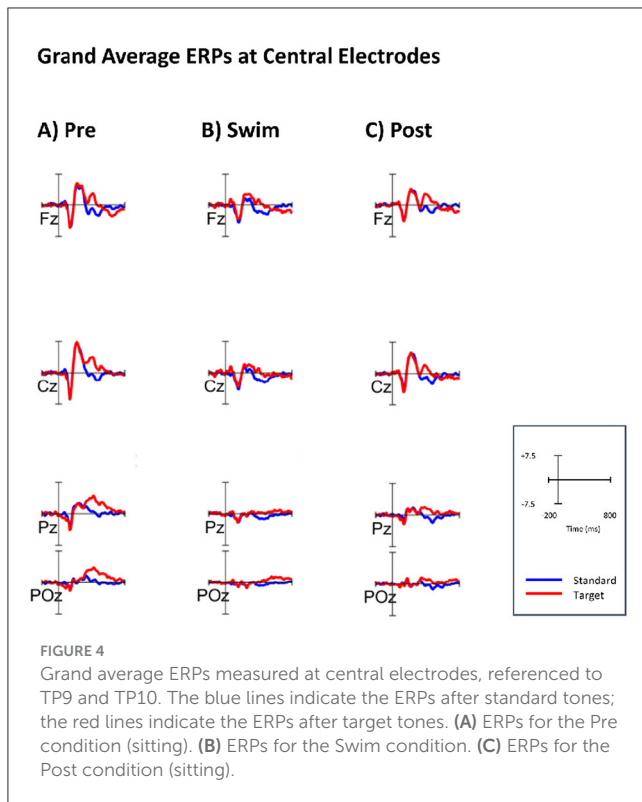 Grand Average ERPs at Central Electrodes
A) Pre
B) Swim
C) Post
Fz
Fz
Fz
Cz
Cz
Cz
Pz
Pz
Pz
POz
POz
POz
+7.5
-7.5
-200
800
Time (ms)
Standard
Target
FIGURE 4
Grand average ERPs measured at central electrodes, referenced to
TP9 and TP10. The blue lines indicate the ERPs after standard tones;
the red lines indicate the ERPs after target tones. (A) ERPs for the Pre
condition (sitting). (B) ERPs for the Swim condition. (C) ERPs for the
Post condition (sitting).